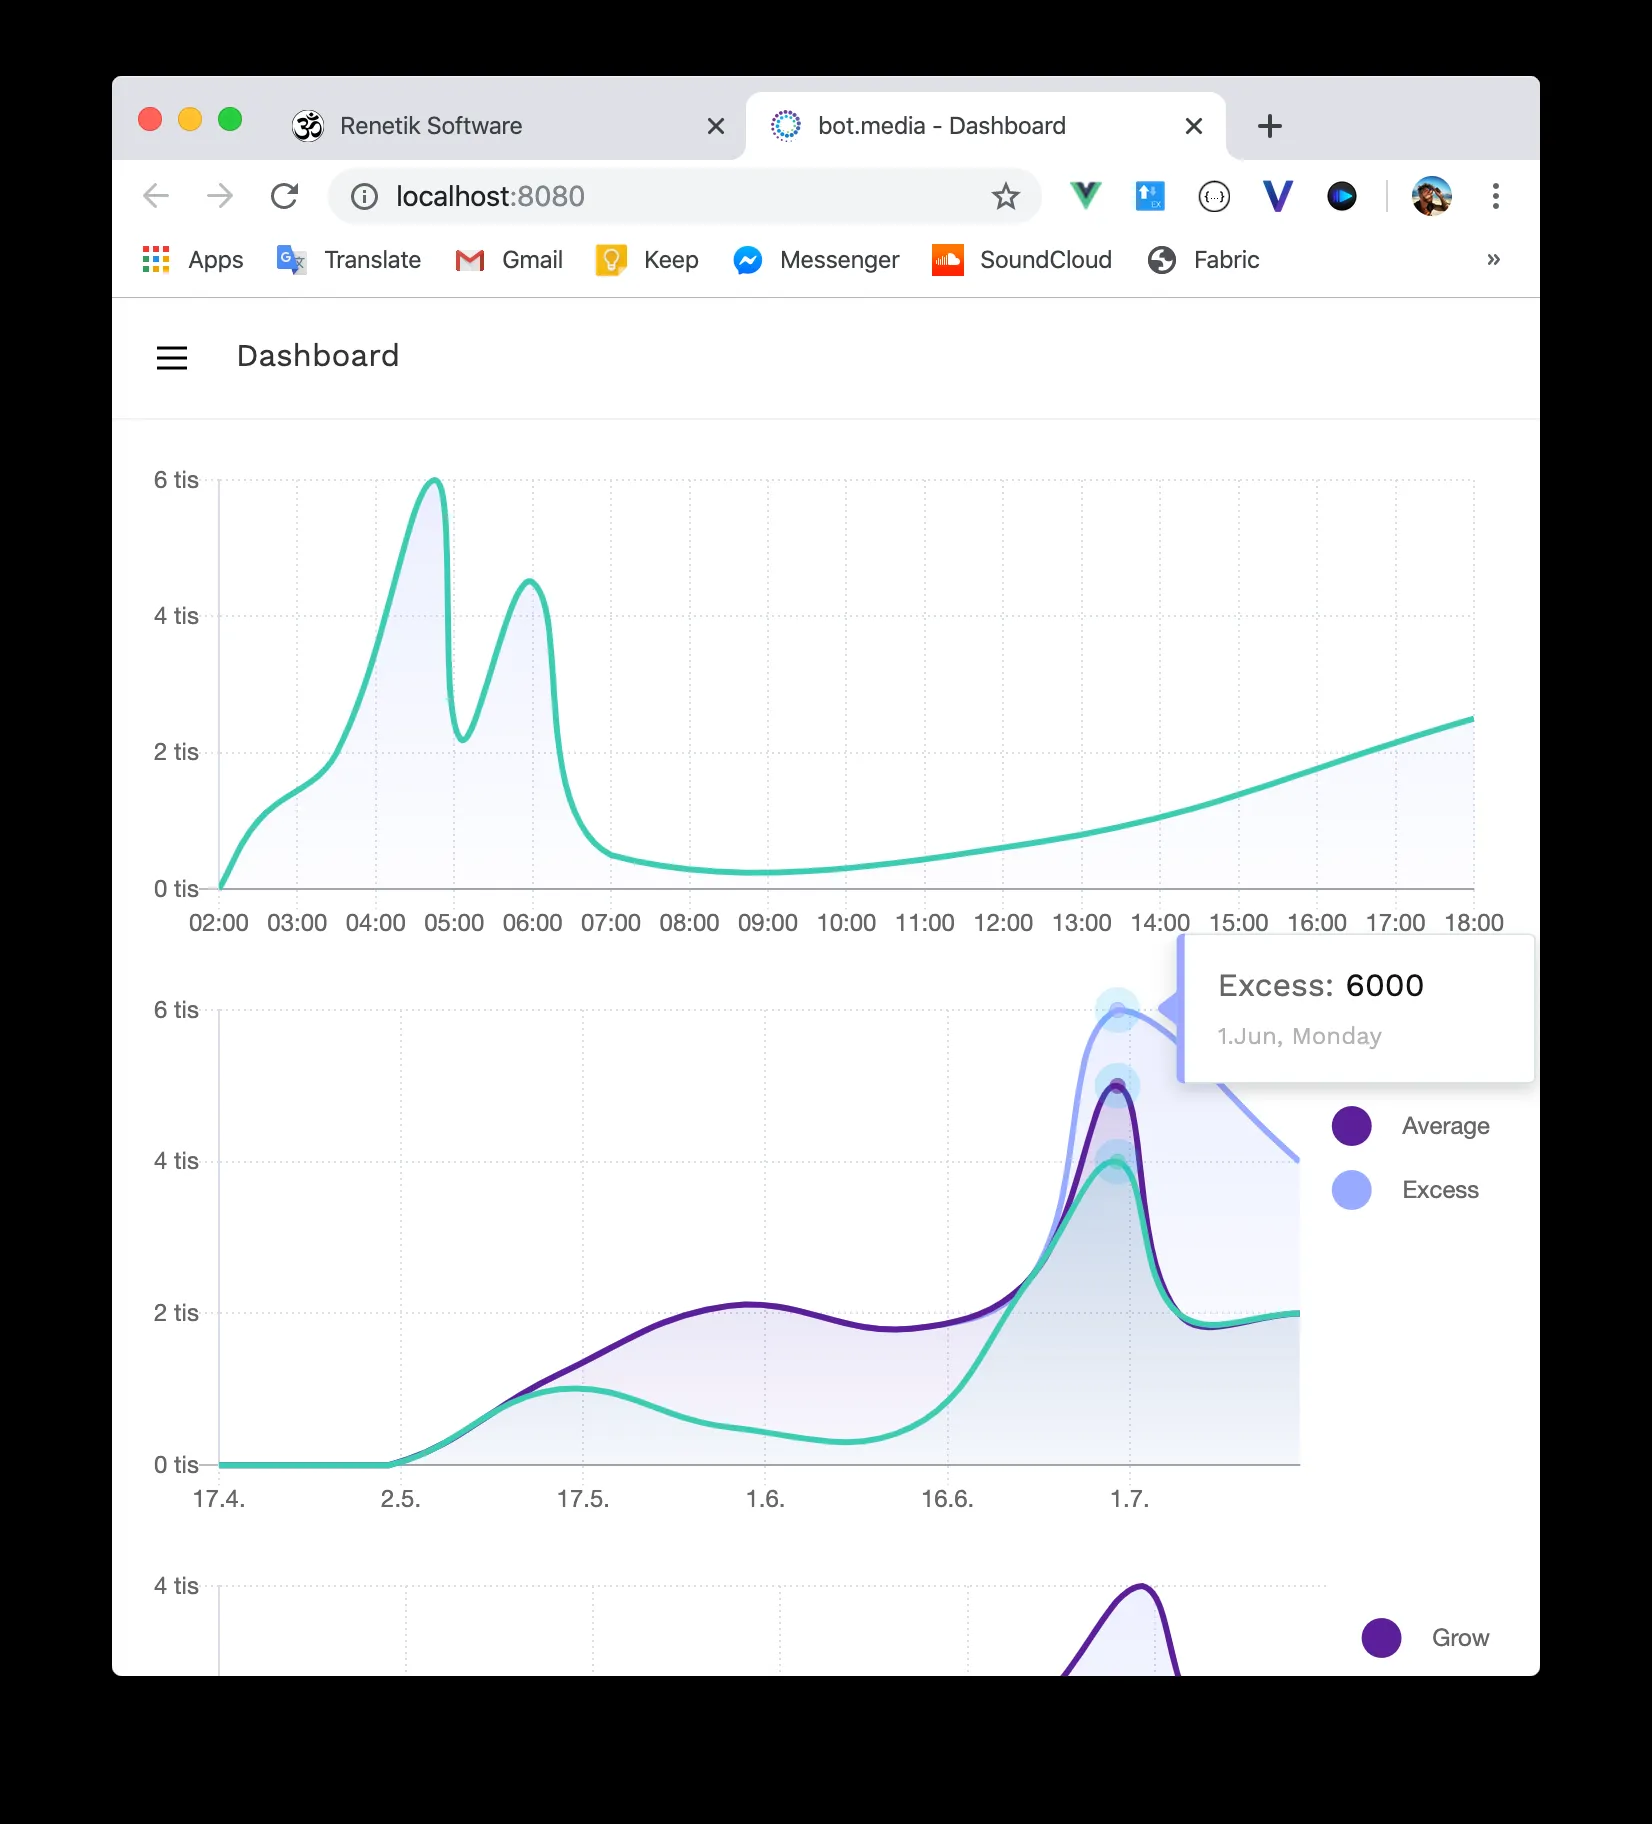 Renetik Software
bot.media - Dashboard
localhost:8080
{...}
EX
Apps
Translate
Gmail
Keep
Messenger
SoundCloud
Fabric
»
Dashboard
6 tis
4 tis
2 tis
0 tis
02:00 03:00 04:00 05:00 06:00 07:00 08:00 09:00 10:00 11:00 12:00 13:00 14:00 15:00 16:00 17:00 18:00
Excess: 6000
1.Jun, Monday
6 tis
4 tis
2 tis
0 tis
17.4. 2.5. 17.5. 1.6. 16.6. 1.7.
Average
Excess
4 tis
Grow